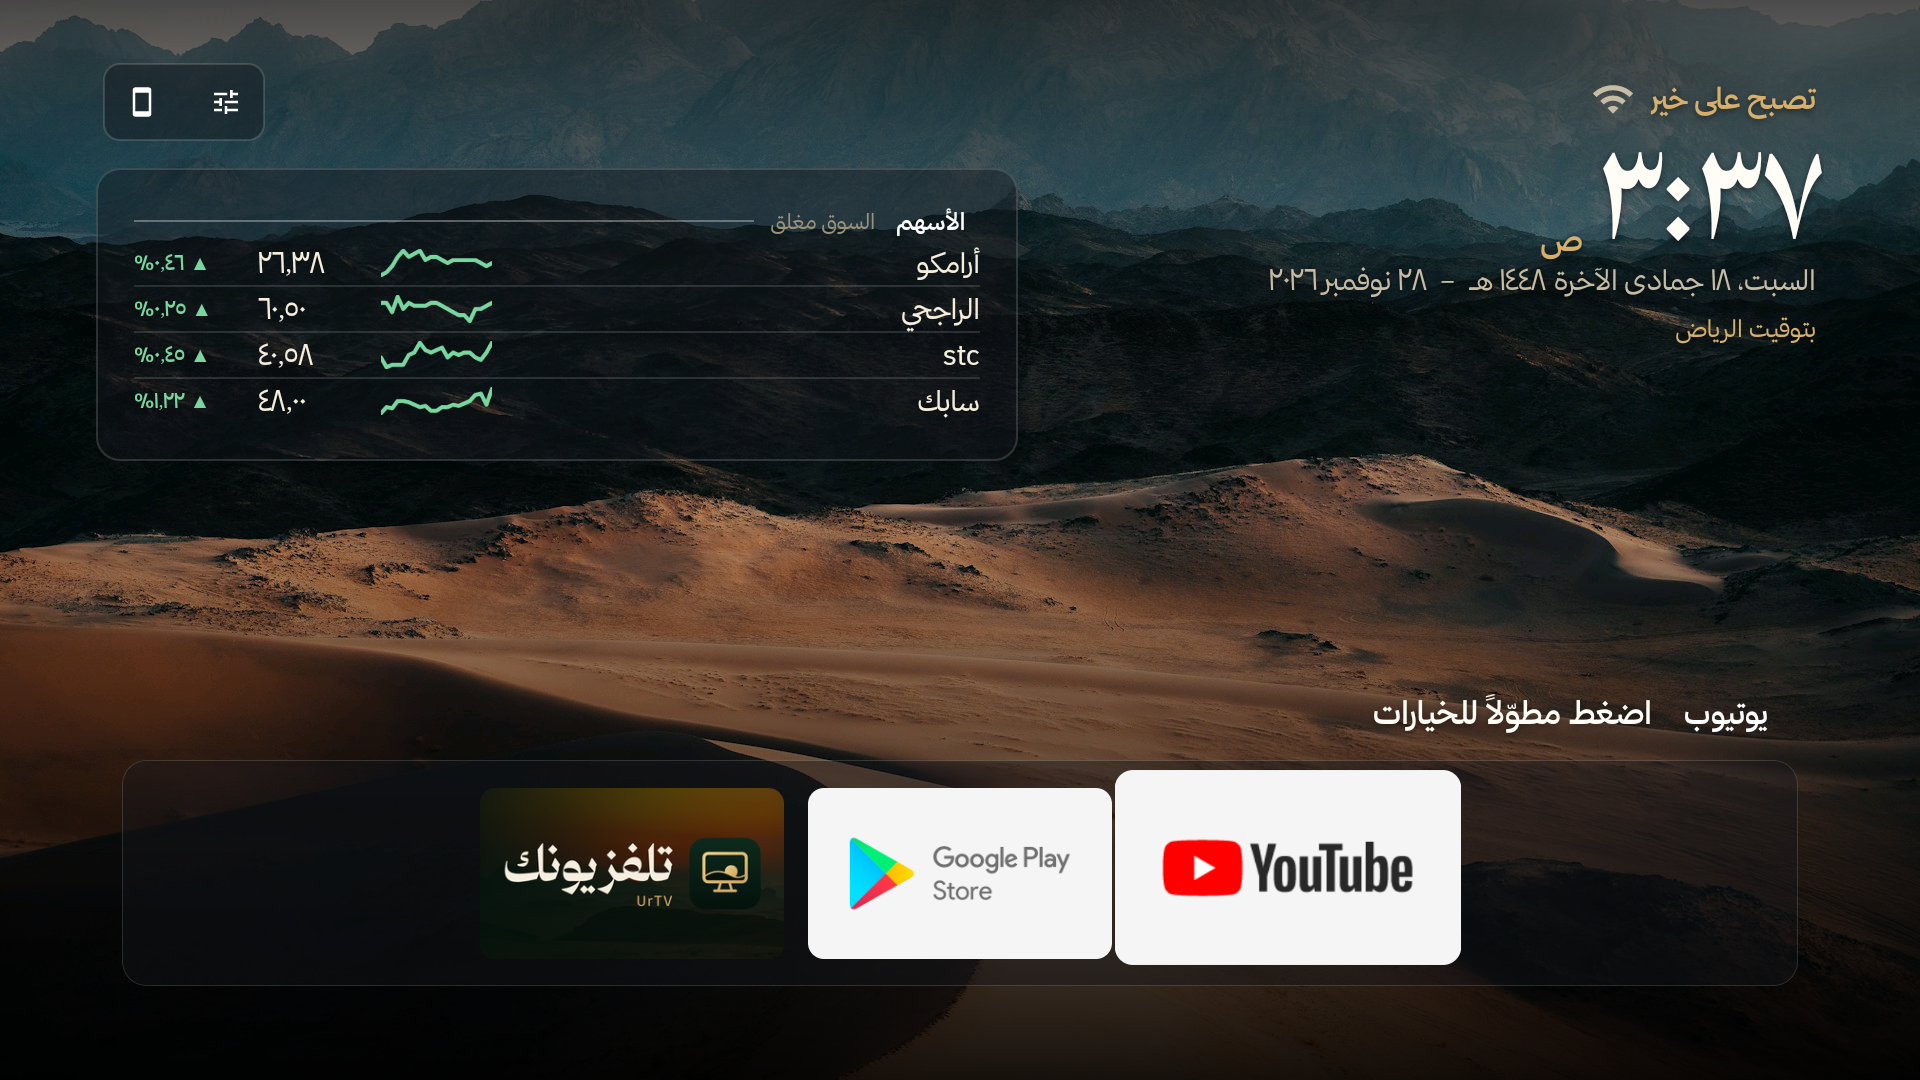 تصبح على خير
٣:٣٧ ص
السبت، ١٨ جمادى الآخرة ١٤٤٨ هـ – ٢٨ نوفمبر ٢٠٢٦
بتوقيت الرياض
الأسهم السوق مغلق
أرامكو ٢٦,٣٨ ▲ ٠,٤٦%
الراجحي ٦٠,٥٠ ▲ ٠,٢٥%
stc ٤٠,٥٨ ▲ ٠,٤٥%
سابك ٤٨,٠٠ ▲ ١,٢٢%
يوتيوب اضغط مطوّلاً للخيارات
YouTube
Google Play
Store
تلفزيونك
UrTV